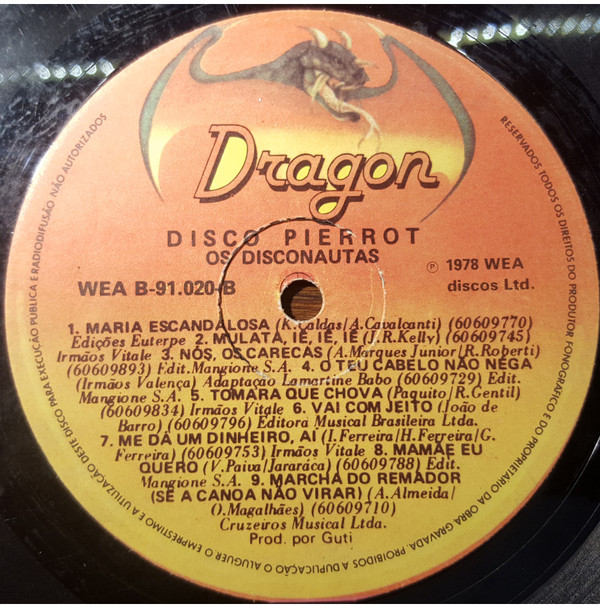 Dragon
DISCO PIERROT
OS DISCONAUTAS
WEA B-91.020-B
℗ 1978 WEA
discos Ltd.
1. MARIA ESCANDALOSA (K. Caldas/A. Cavalcanti) (60609770)
Edições Euterpe 2. MULATA, IÊ, IÊ, IÊ (J.R. Kelly) (60609745)
Irmãos Vitale 3. NÓS, OS CARECAS (A. Marques Junior/R. Roberti)
(60609893) Edit. Mangione S.A. 4. O TEU CABELO NÃO NEGA
(Irmãos Valença) Adaptação Lamartine Babo (60609729) Edit.
Mangione S.A. 5. TOMARA QUE CHOVA (Paquito/R. Gentil)
(60609834) Irmãos Vitale 6. VAI COM JEITO (João de
Barro) (60609796) Editora Musical Brasileira Ltda.
7. ME DÁ UM DINHEIRO, AÍ (I. Ferreira/H. Ferreira/G.
Ferreira) (60609753) Irmãos Vitale 8. MAMÃE EU
QUERO (V. Paiva/Jararáca) (60609788) Edit.
Mangione S.A. 9. MARCHA DO REMADOR
(SE A CANOA NÃO VIRAR) (A. Almeida/
O. Magalhães) (60609710)
Cruzeiros Musical Ltda.
Prod. por Guti
RESERVADOS TODOS OS DIREITOS DO PRODUTOR FONOGRÁFICO E DO PROPRIETÁRIO DA OBRA GRAVADA. PROIBIDOS A DUPLICAÇÃO O ALUGUER O EMPRESTIMO E A UTILIZAÇÃO DESTE DISCO PARA EXECUÇÃO PÚBLICA E RADIODIFUSÃO NÃO AUTORIZADOS